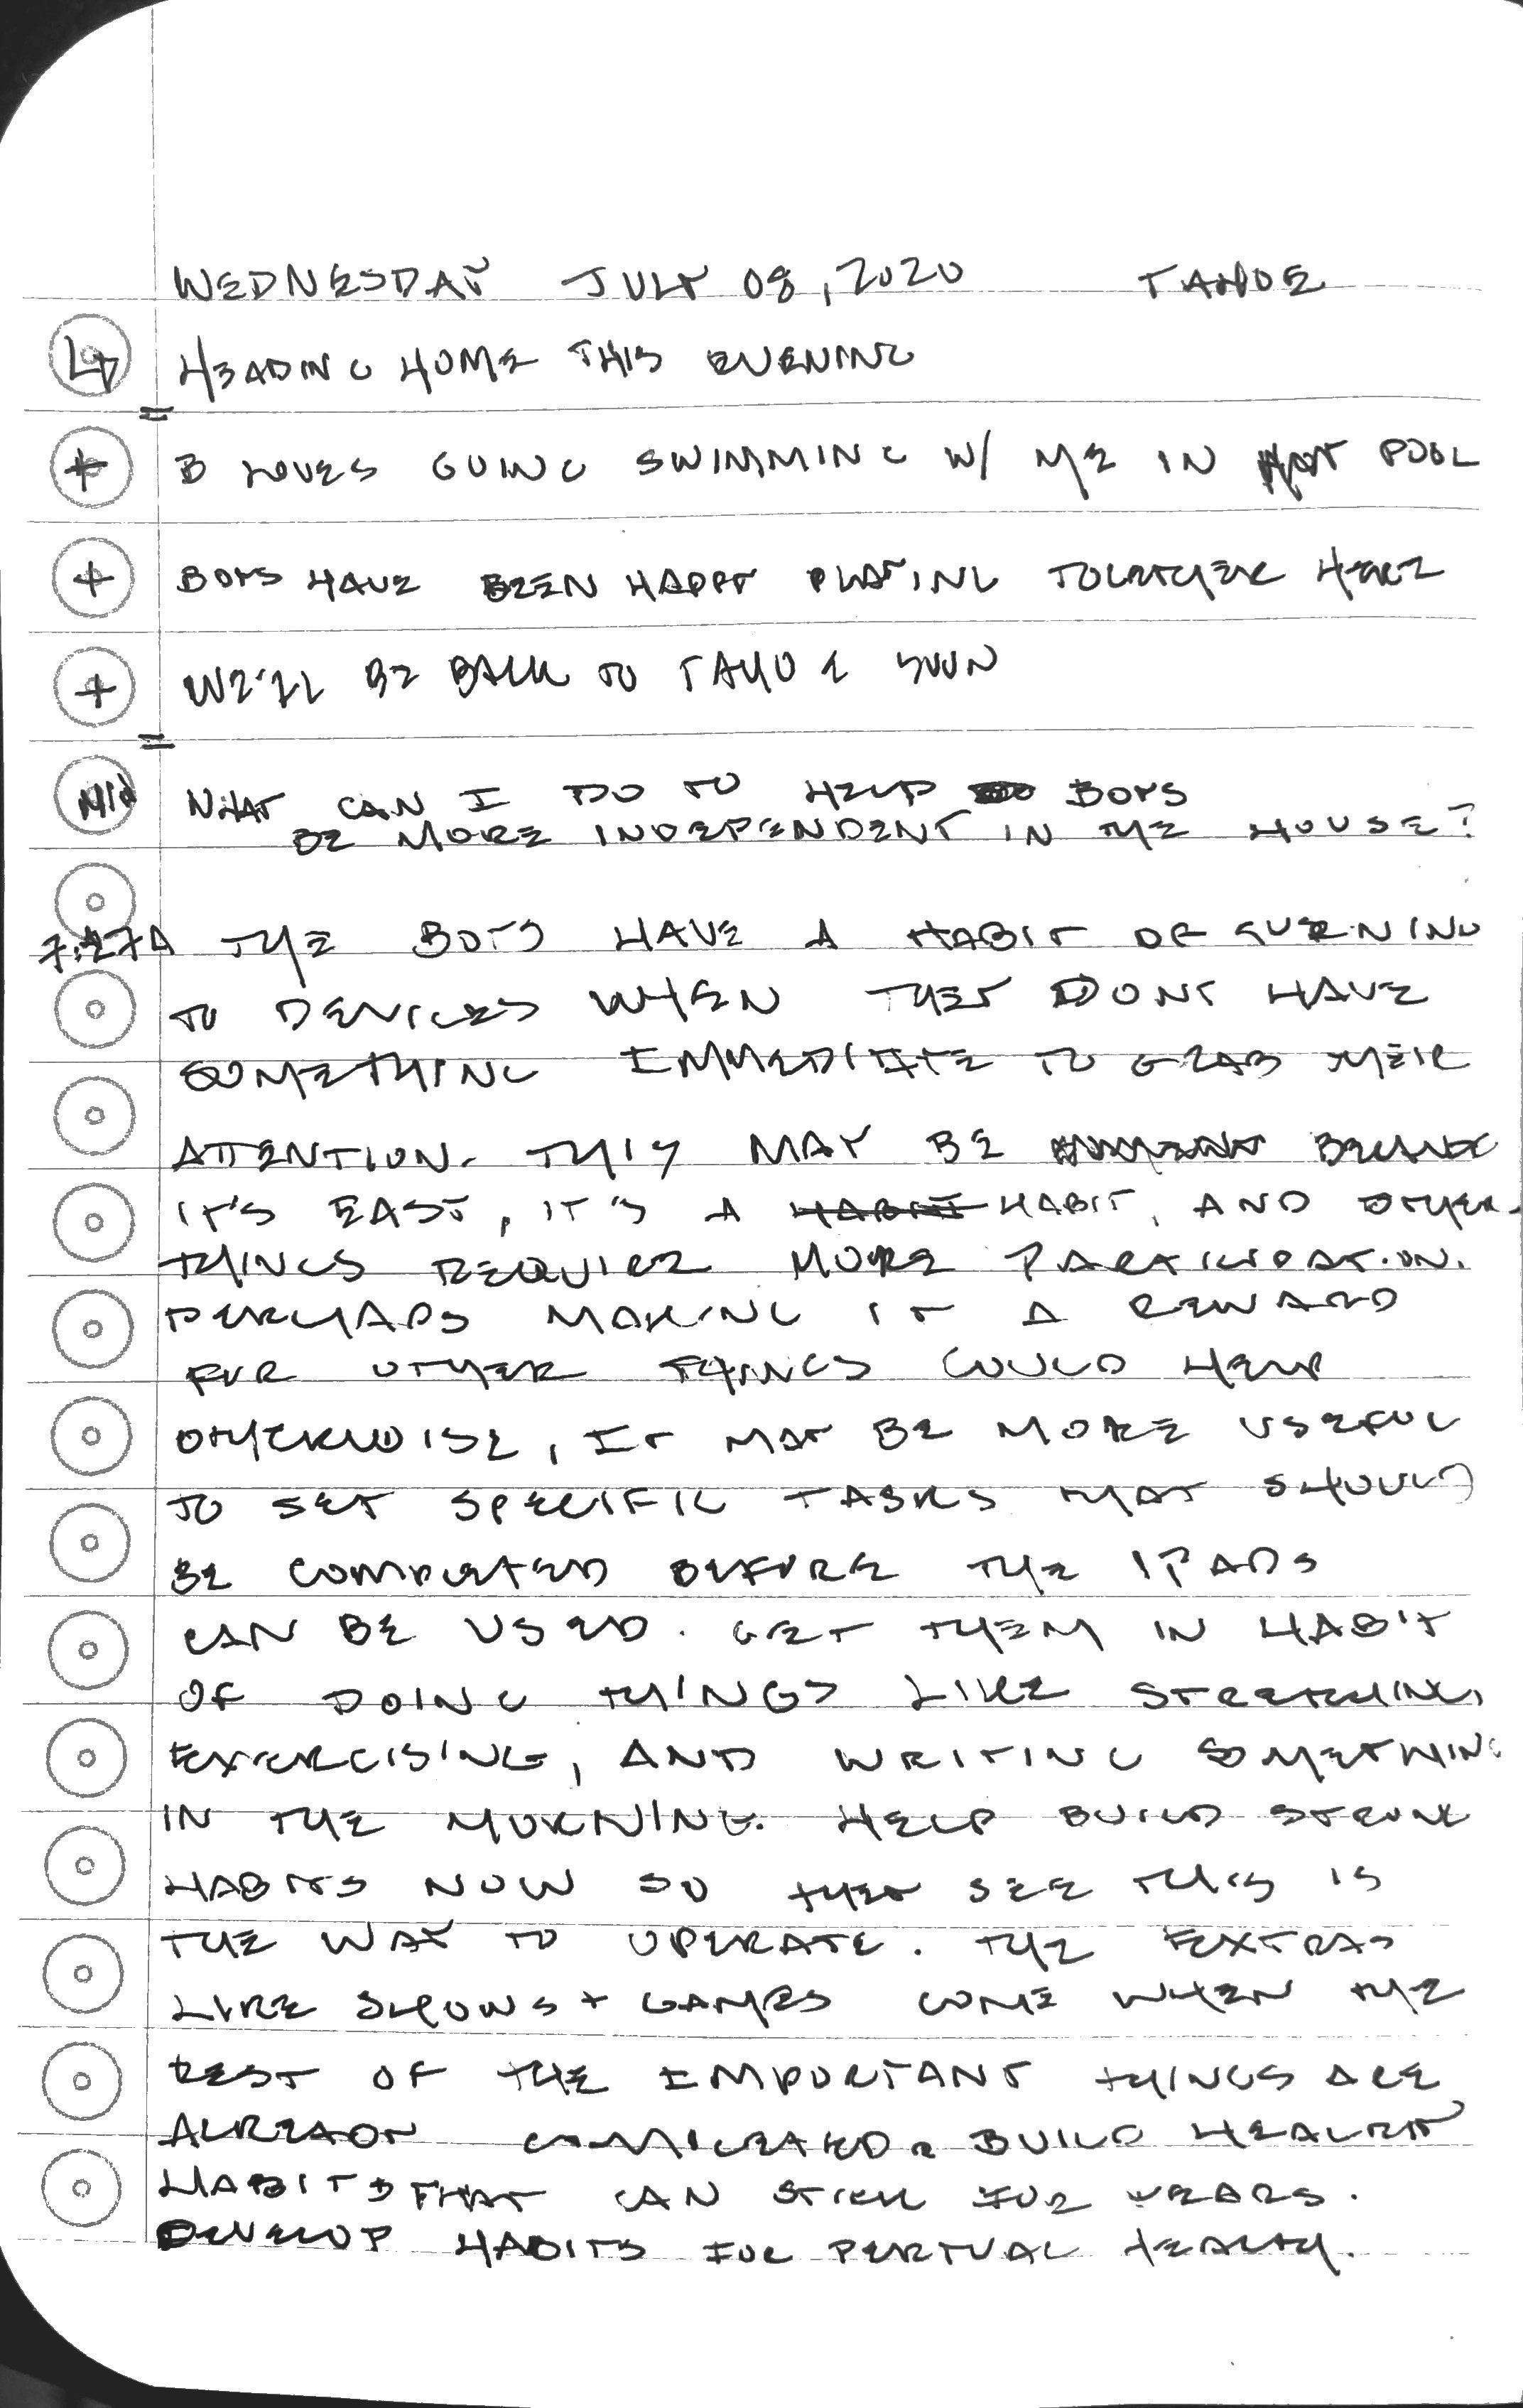 WEDNESDAY JULY 08, 2020 TAHOE
HEADING HOME THIS EVENING
+ B LOVES GOING SWIMMING W/ ME IN HOT POOL
+ BOYS HAVE BEEN HAPPY PLAYING TOGETHER HERE
+ WE'LL BE BACK TO TAHOE SOON
WHAT CAN I DO TO HELP BOYS
BE MORE INDEPENDENT IN THE HOUSE?
7:27A THE BOYS HAVE A HABIT OF TURNING
TO DEVICES WHEN THEY DONT HAVE
SOMETHING IMMEDIATE TO GRAB THEIR
ATTENTION. THIS MAY BE BECAUSE
IT'S EASY, IT'S A HABIT, AND OTHER
THINGS REQUIRE MORE PARTICIPATION.
PERHAPS MAKING IT A REWARD
FOR OTHER THINGS COULD HELP
OTHERWISE, IT MAY BE MORE USEFUL
TO SET SPECIFIC TASKS THAT SHOULD
BE COMPLETED BEFORE THE IPADS
CAN BE USED. GET THEM IN HABIT
OF DOING THINGS LIKE STRETCHING,
EXERCISING, AND WRITING SOMETHING
IN THE MORNING. HELP BUILD STRONG
HABITS NOW SO THEY SEE THIS IS
THE WAY TO OPERATE. THE EXTRAS
LIKE SHOWS + GAMES COME WHEN THE
REST OF THE IMPORTANT THINGS ARE
ALREADY COMPLETED. BUILD HEALTHY
HABITS THAT CAN STICK FOR YEARS.
DEVELOP HABITS FOR PERTUAL HEALTH.